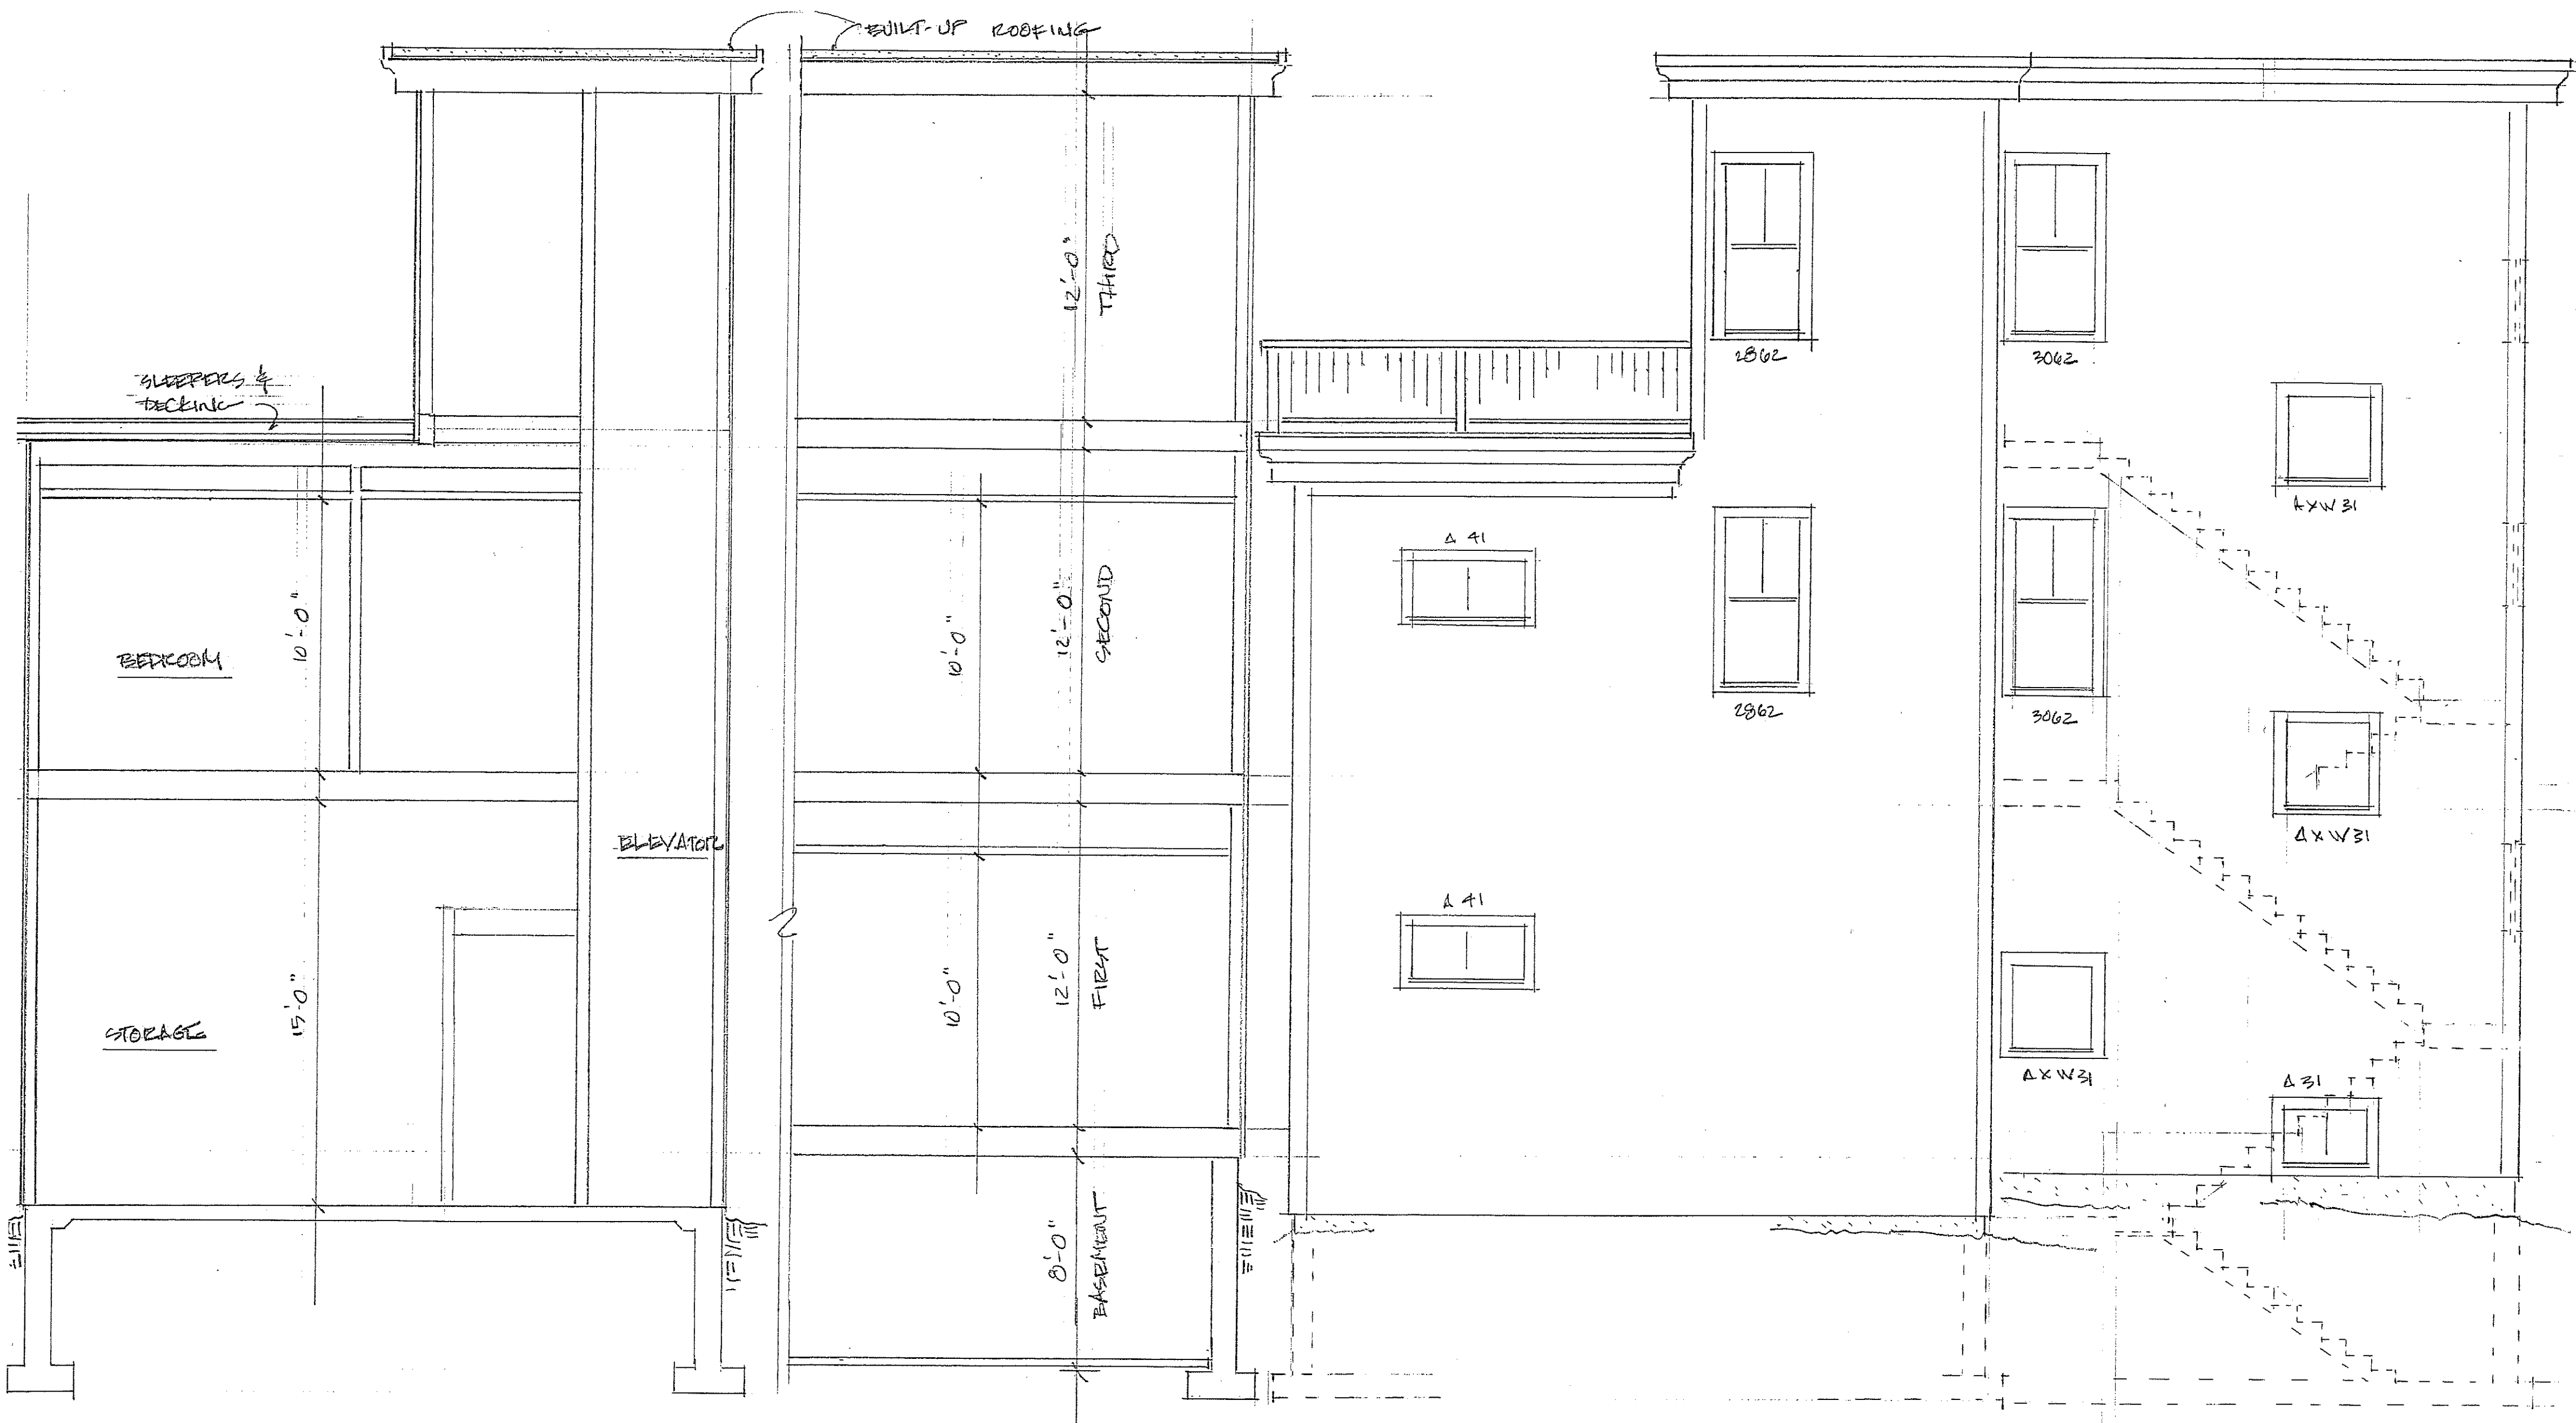 BUILT-UP ROOFING
12'-0"
THIRD
SLEEPERS &
DECKING
2862
3062
AXW31
A 41
10'-0"
BEDROOM
10'-0"
12'-0"
SECOND
2862
3062
AXW31
ELEVATOR
A 41
15'-0"
STORAGE
10'-0"
12'-0"
FIRST
AXW31
A 31
8'-0"
BASEMENT